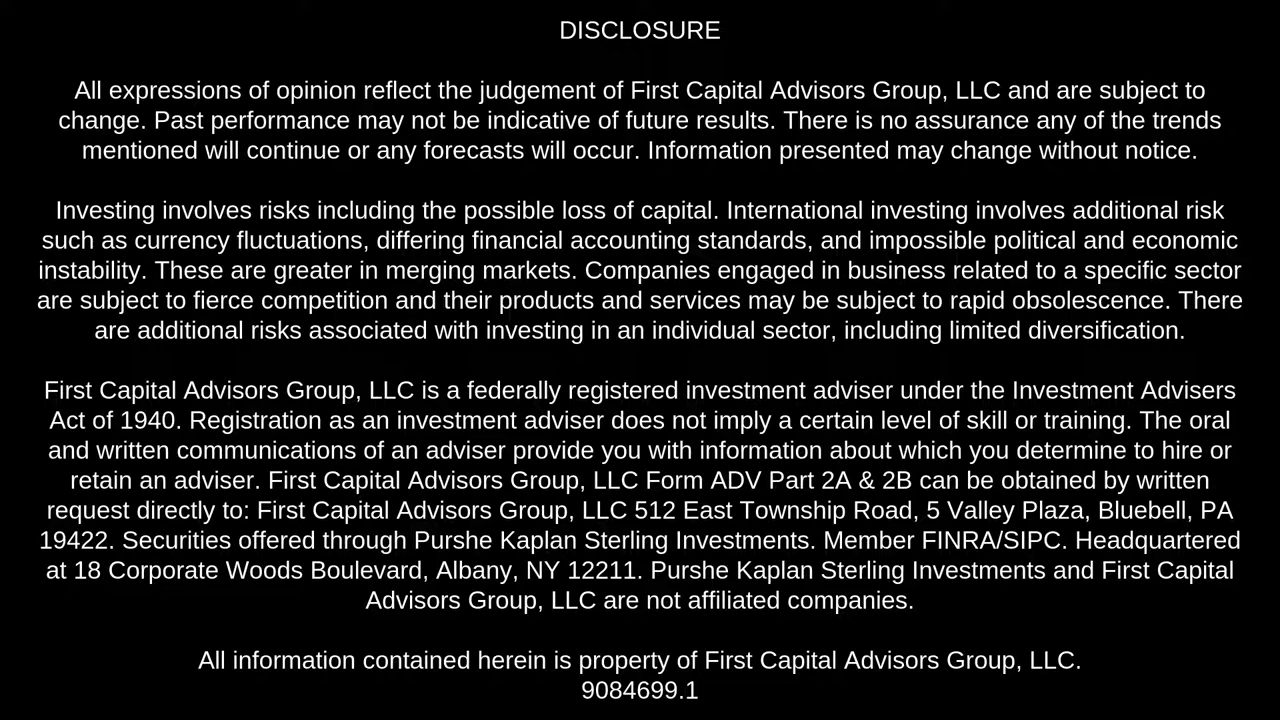 DISCLOSURE
All expressions of opinion reflect the judgement of First Capital Advisors Group, LLC and are subject to
change. Past performance may not be indicative of future results. There is no assurance any of the trends
mentioned will continue or any forecasts will occur. Information presented may change without notice.
Investing involves risks including the possible loss of capital. International investing involves additional risk
such as currency fluctuations, differing financial accounting standards, and impossible political and economic
instability. These are greater in merging markets. Companies engaged in business related to a specific sector
are subject to fierce competition and their products and services may be subject to rapid obsolescence. There
are additional risks associated with investing in an individual sector, including limited diversification.
First Capital Advisors Group, LLC is a federally registered investment adviser under the Investment Advisers
Act of 1940. Registration as an investment adviser does not imply a certain level of skill or training. The oral
and written communications of an adviser provide you with information about which you determine to hire or
retain an adviser. First Capital Advisors Group, LLC Form ADV Part 2A & 2B can be obtained by written
request directly to: First Capital Advisors Group, LLC 512 East Township Road, 5 Valley Plaza, Bluebell, PA
19422. Securities offered through Purshe Kaplan Sterling Investments. Member FINRA/SIPC. Headquartered
at 18 Corporate Woods Boulevard, Albany, NY 12211. Purshe Kaplan Sterling Investments and First Capital
Advisors Group, LLC are not affiliated companies.
All information contained herein is property of First Capital Advisors Group, LLC.
9084699.1